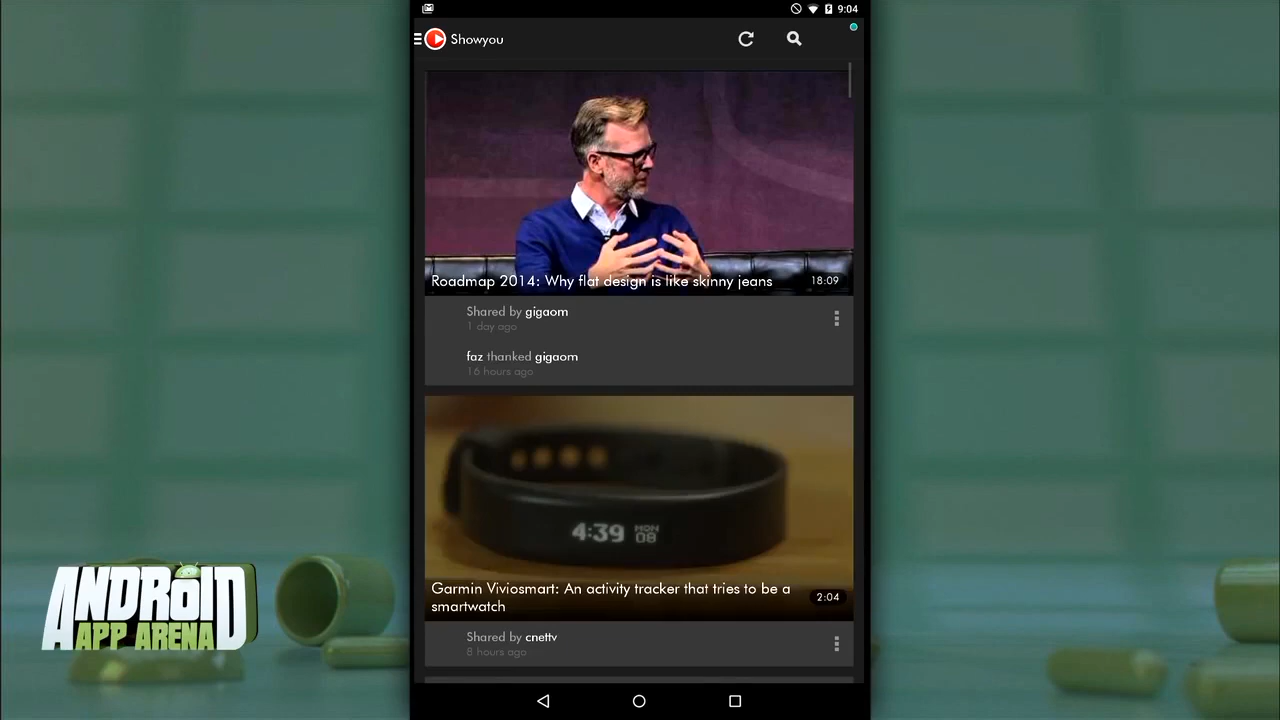 9:04
Showyou
Roadmap 2014: Why flat design is like skinny jeans
18:09
Shared by gigaom
1 day ago
faz thanked gigaom
16 hours ago
4:39 MON 08
Garmin Viviosmart: An activity tracker that tries to be a
smartwatch
2:04
Shared by cnettv
8 hours ago
ANDROID
APP ARENA